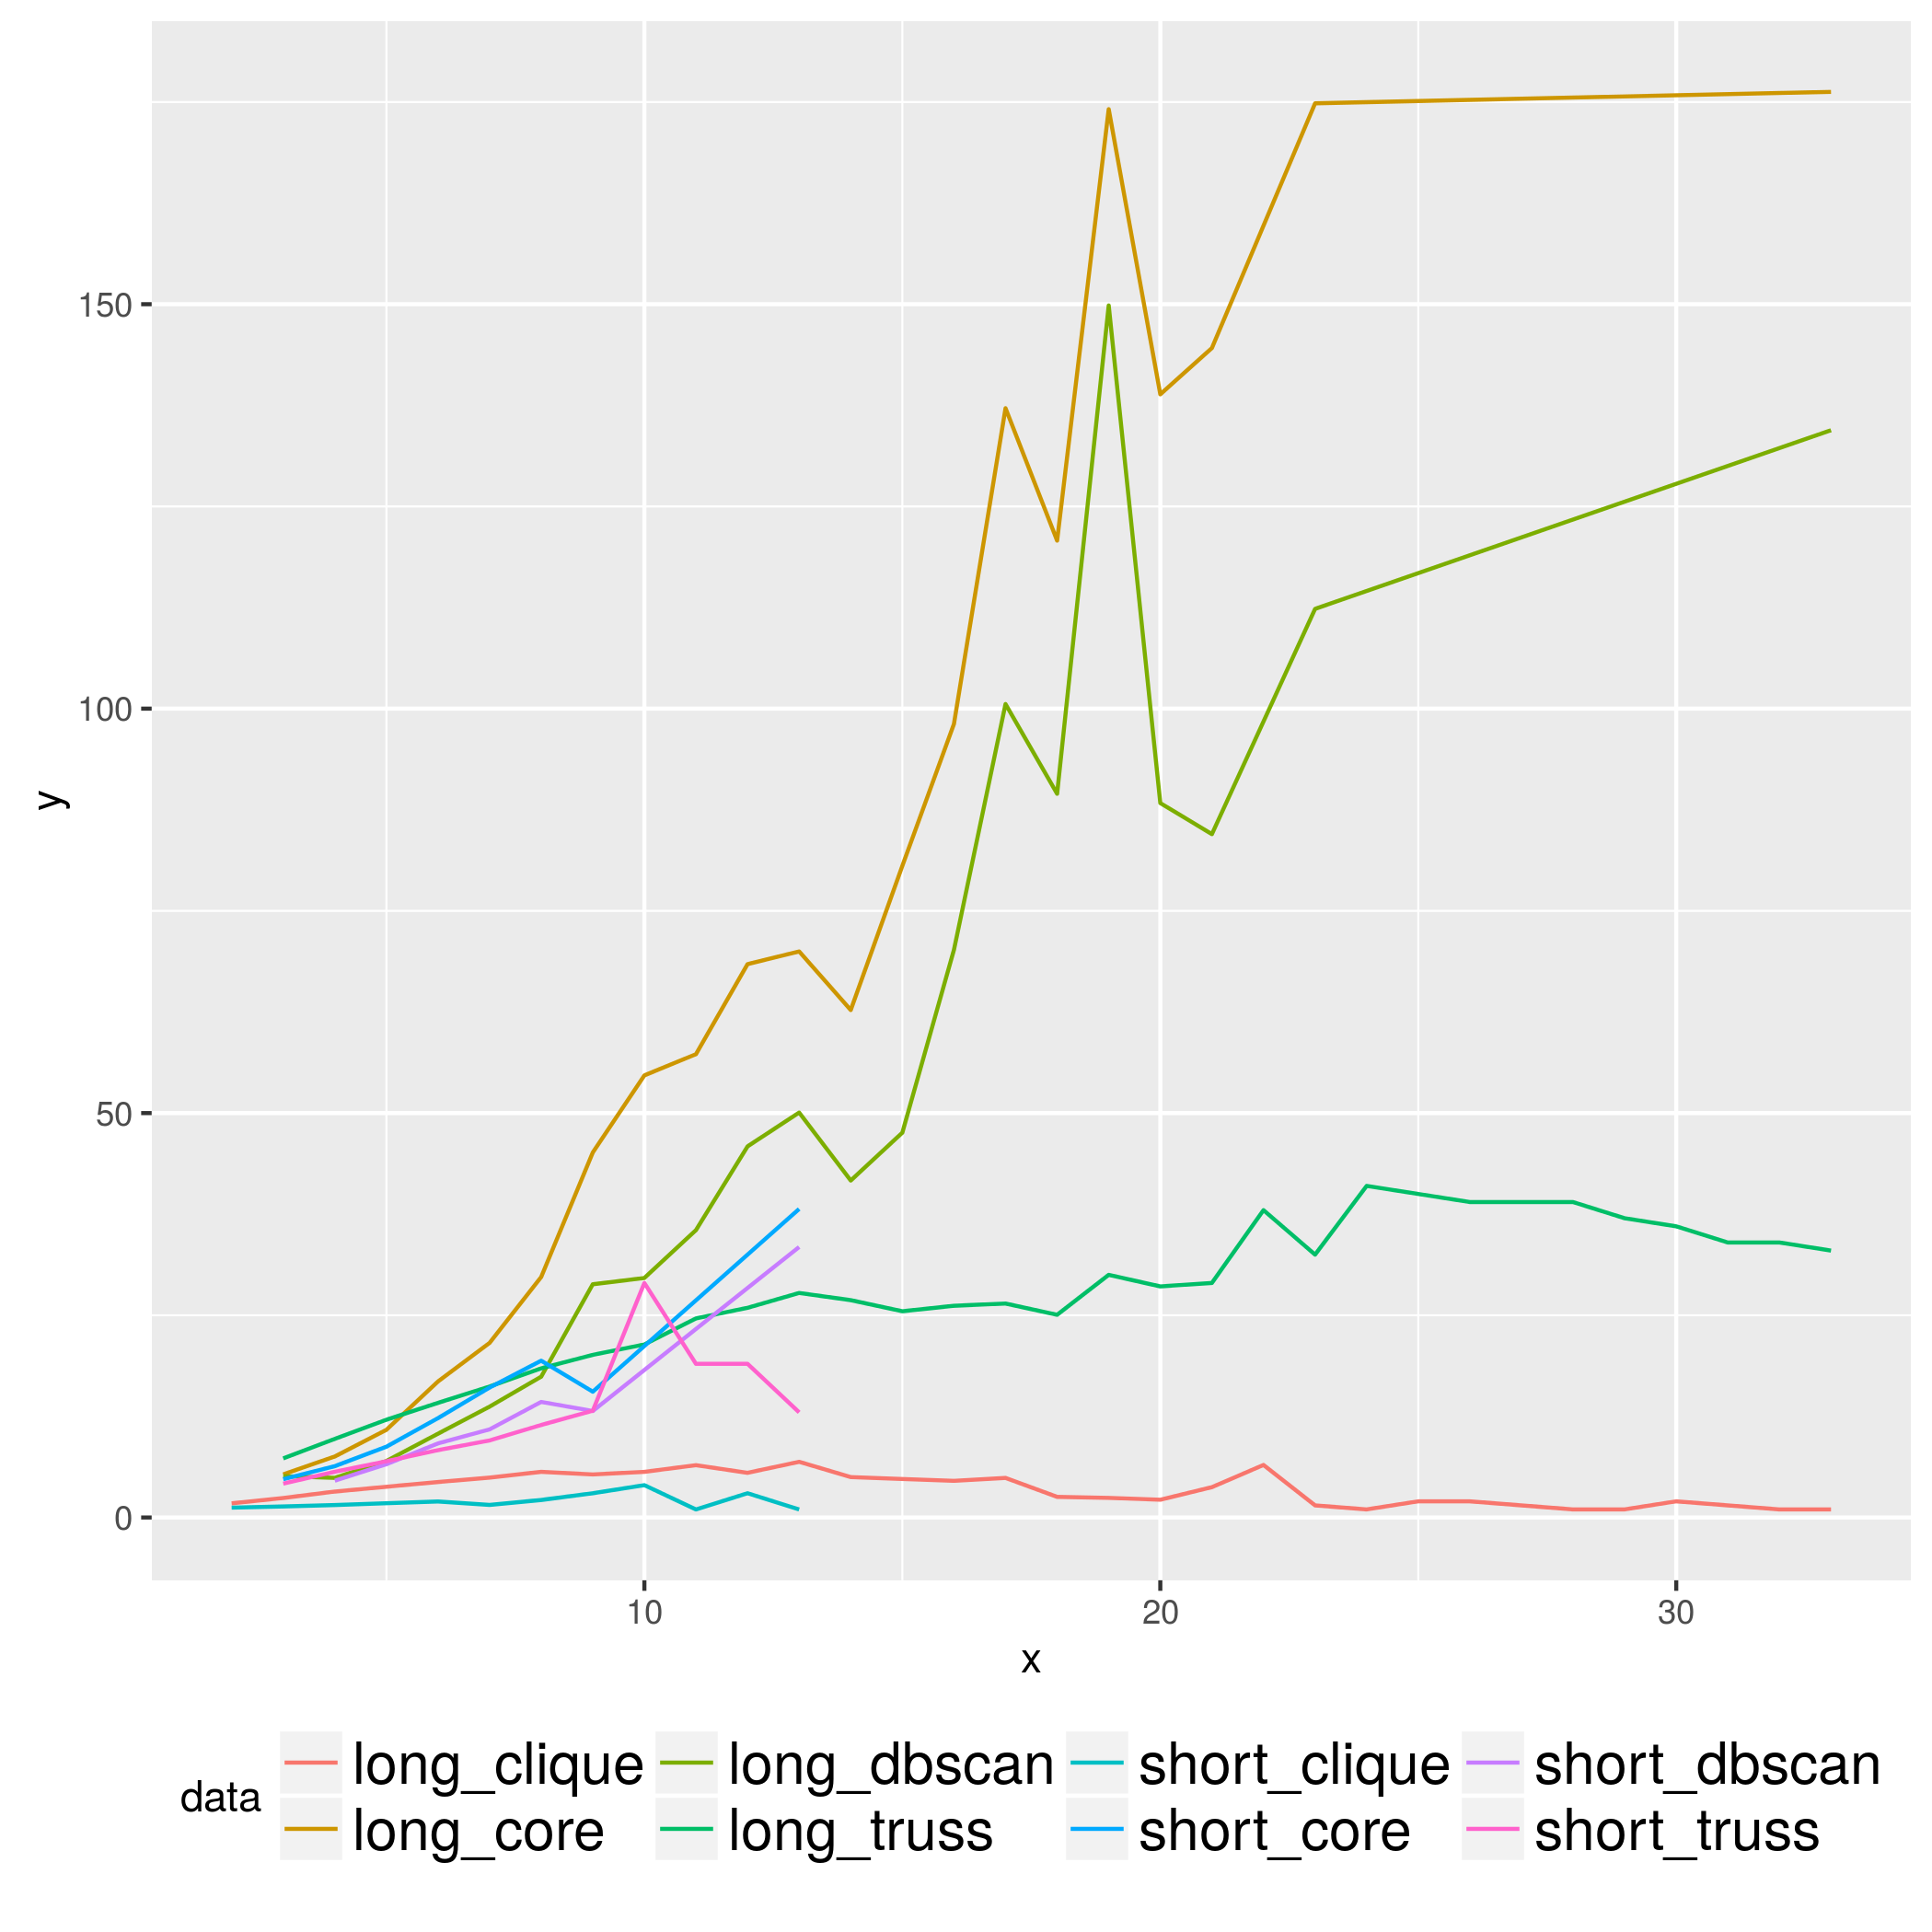 150
100
50
0
y
10 20 30
x
data
long_clique long_dbscan short_clique short_dbscan
long_core long_truss short_core short_truss